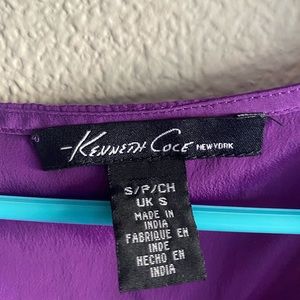 KENNETH COLE NEW YORK
S/P/CH
UK S
MADE IN
INDIA
FABRIQUE EN
INDE
HECHO EN
INDIA